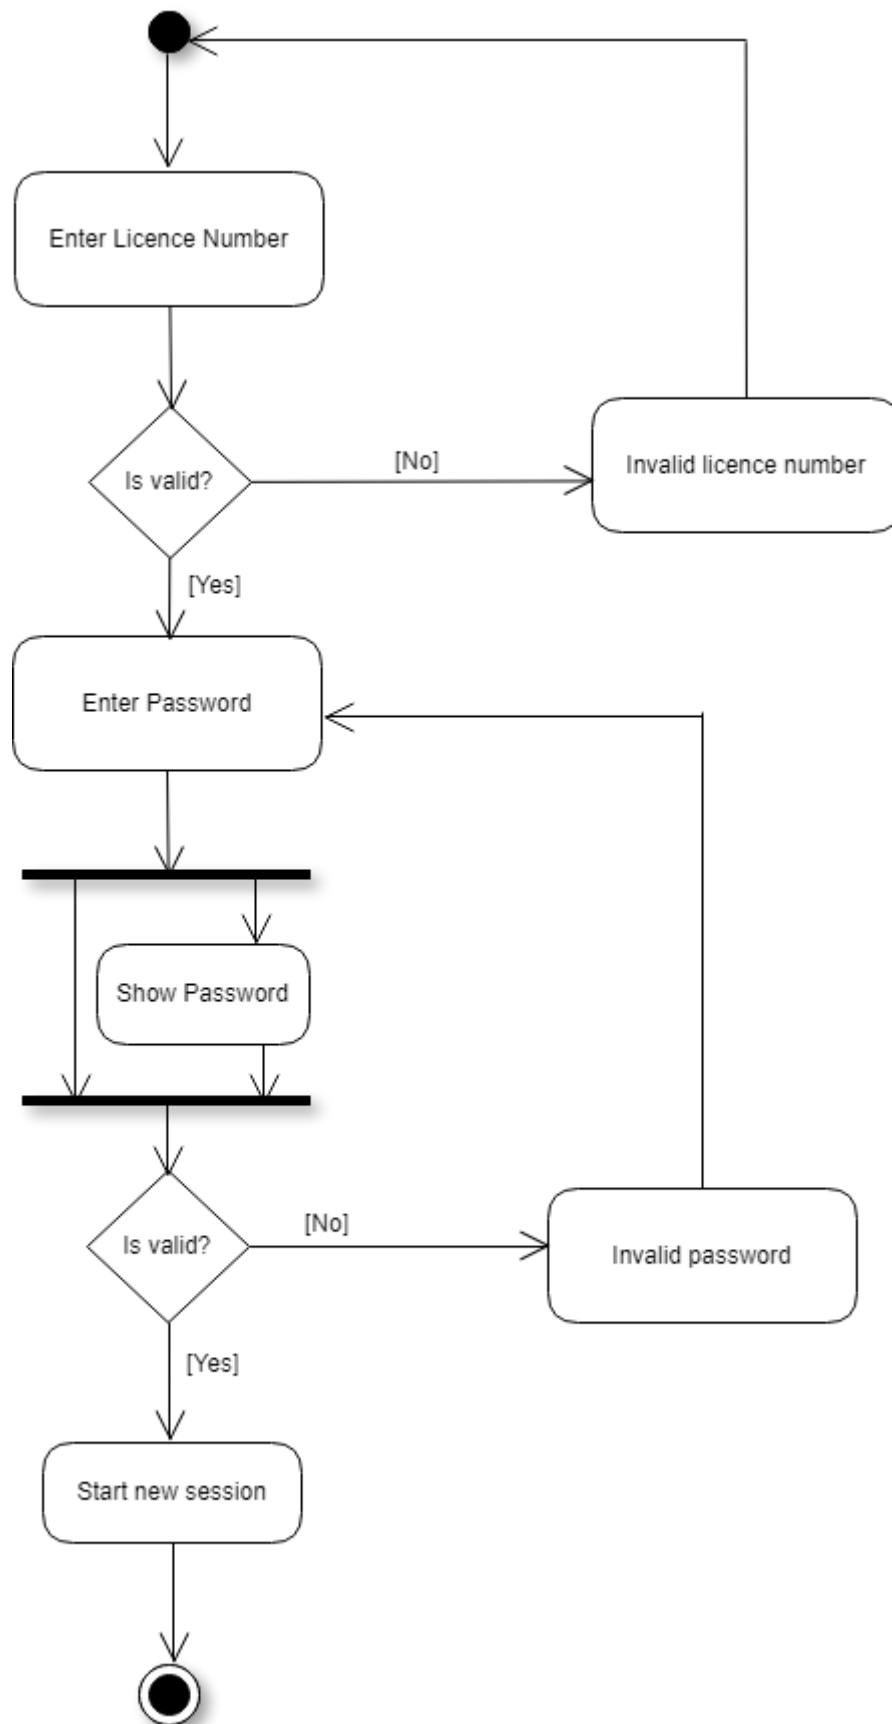 Enter Licence Number
Is valid?
[No]
Invalid licence number
[Yes]
Enter Password
Show Password
Is valid?
[No]
Invalid password
[Yes]
Start new session